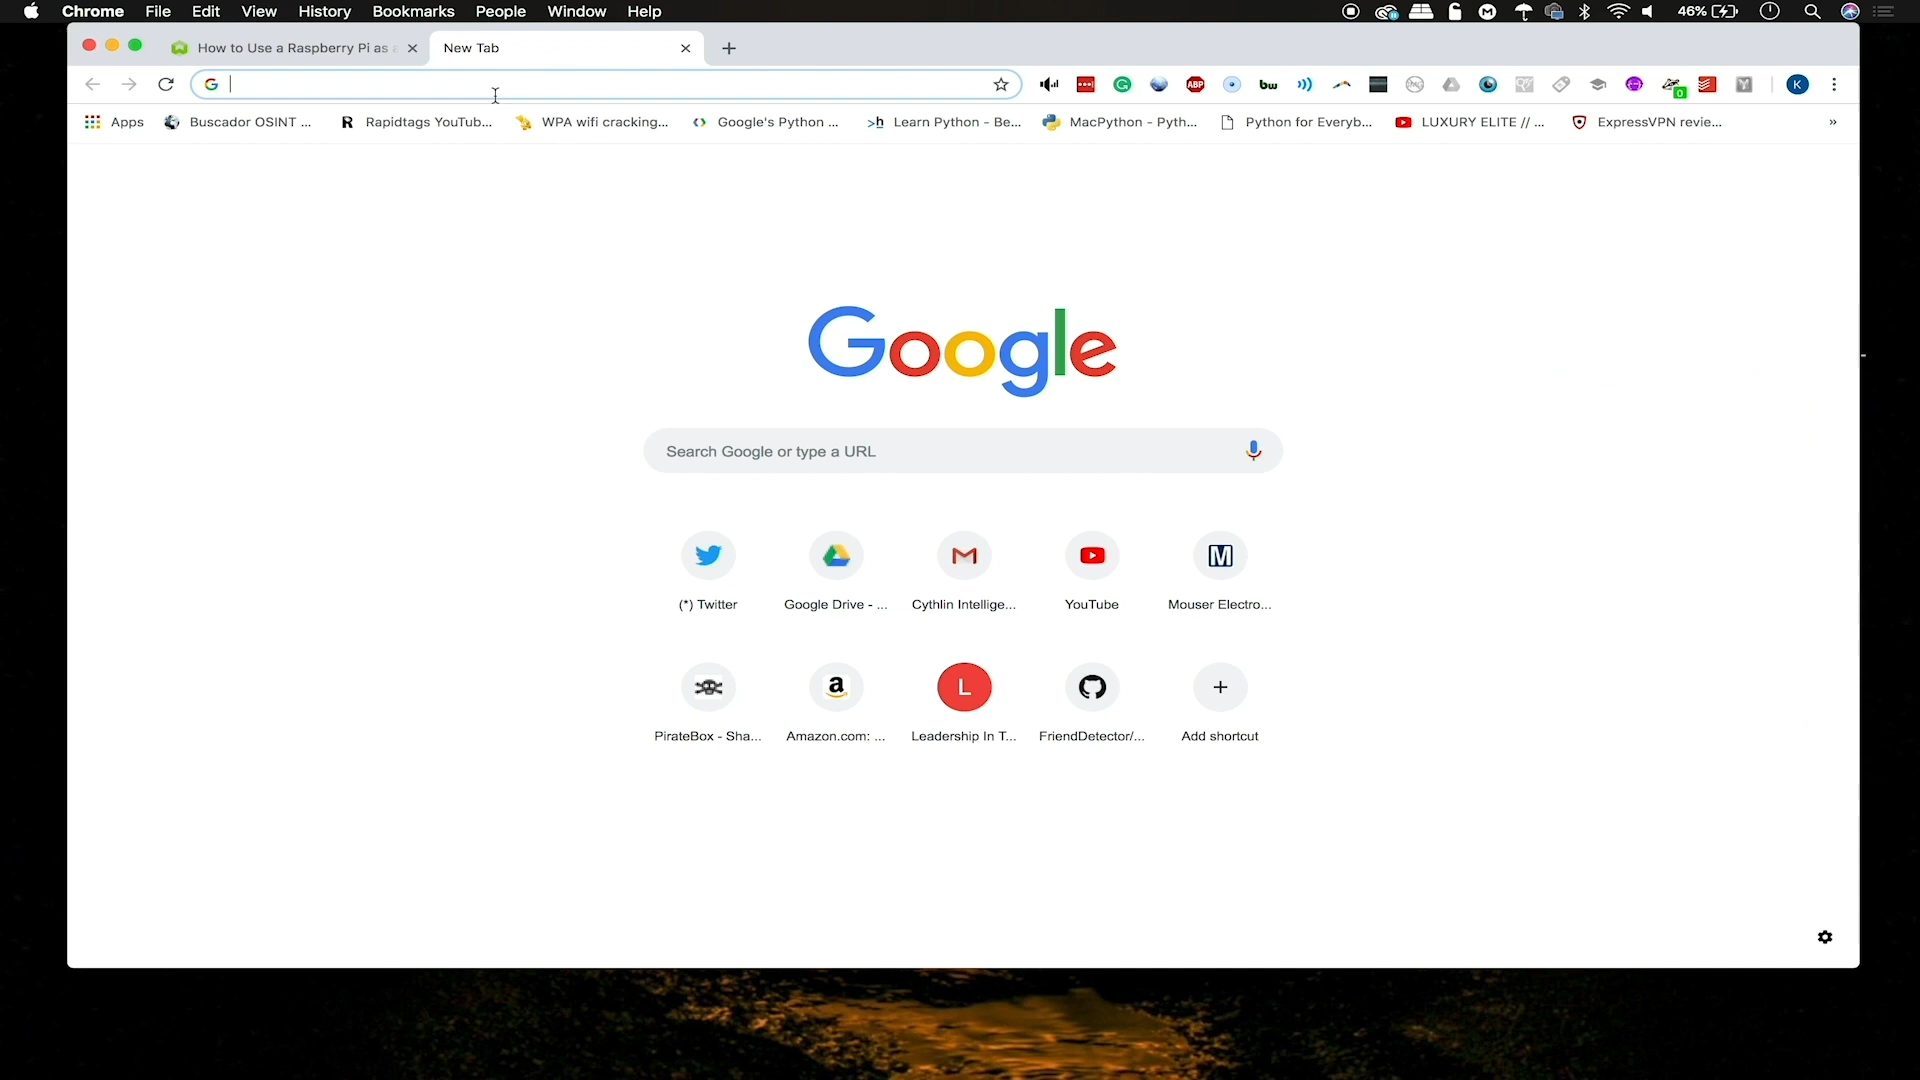 Chrome File Edit View History Bookmarks People Window Help 46%
How to Use a Raspberry Pi as New Tab
Apps Buscador OSINT ... Rapidtags YouTub... WPA wifi cracking... Google's Python ... Learn Python - Be... MacPython - Pyth... Python for Everyb... LUXURY ELITE // ... ExpressVPN revie... »
Google
Search Google or type a URL
(*) Twitter Google Drive - ... Cythlin Intellige... YouTube Mouser Electro...
PirateBox - Sha... Amazon.com: ... Leadership In T... FriendDetector/... Add shortcut